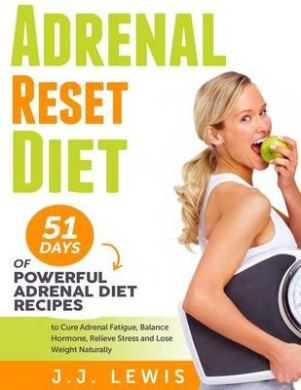 ADRENAL
RESET
DIET
51
DAYS
OF
POWERFUL
ADRENAL DIET
RECIPES
to Cure Adrenal Fatigue, Balance
Hormone, Relieve Stress and Lose
Weight Naturally
J.J. LEWIS